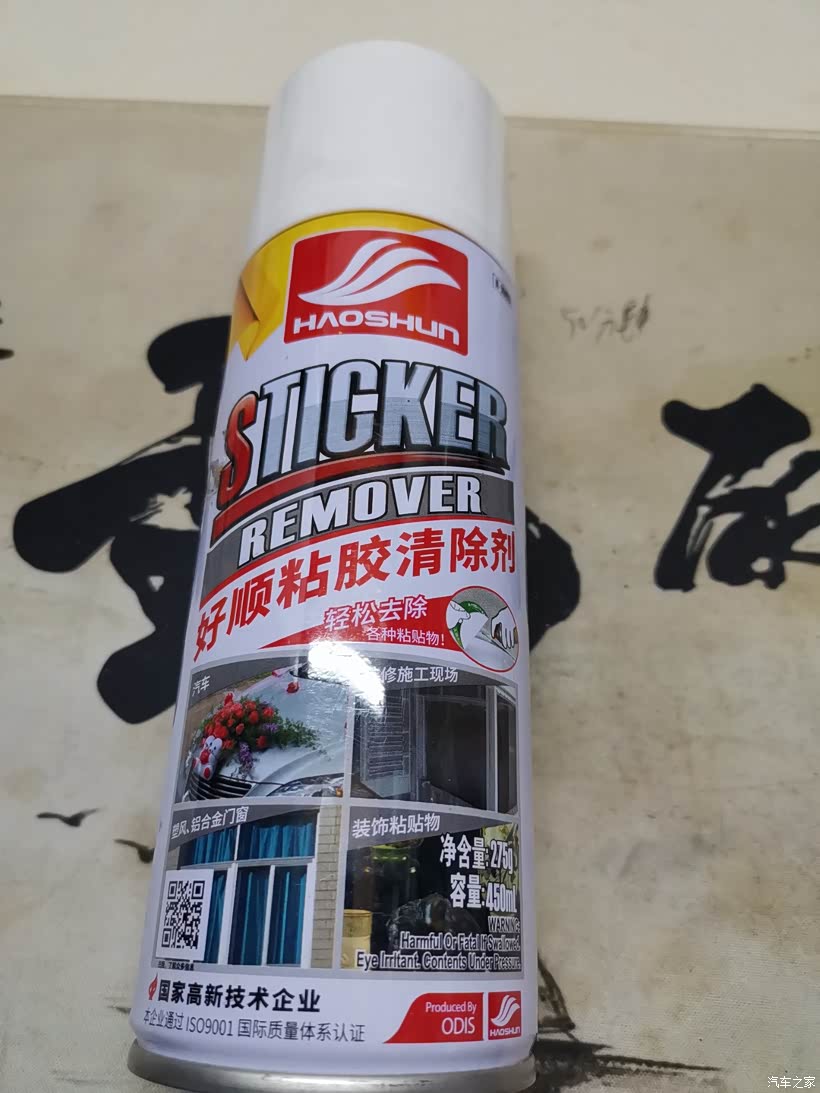 HAOSHUN
STICKER
REMOVER
好顺粘胶清除剂
轻松去除
各种粘贴物!
汽车
修施工现场
塑风、铝合金门窗
装饰粘贴物
净含量:275g
容量:450mL
WARNING
Harmful Or Fatal If Swallowed.
Eye Irritant. Contents Under Pressure.
国家高新技术企业
本企业通过 ISO9001 国际质量体系认证
Produced By
ODIS
HAOSHUN
汽车之家